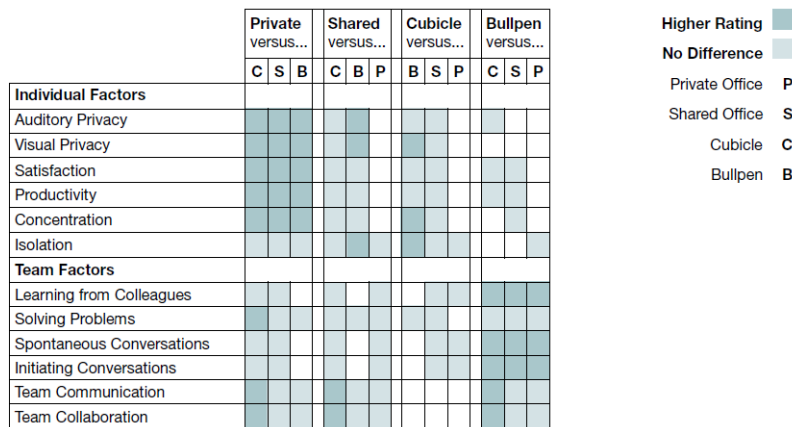 Private Shared Cubicle Bullpen
versus... versus... versus... versus...
C S B C B P B S P C S P
Individual Factors
Auditory Privacy
Visual Privacy
Satisfaction
Productivity
Concentration
Isolation
Team Factors
Learning from Colleagues
Solving Problems
Spontaneous Conversations
Initiating Conversations
Team Communication
Team Collaboration
Higher Rating
No Difference
Private Office P
Shared Office S
Cubicle C
Bullpen B